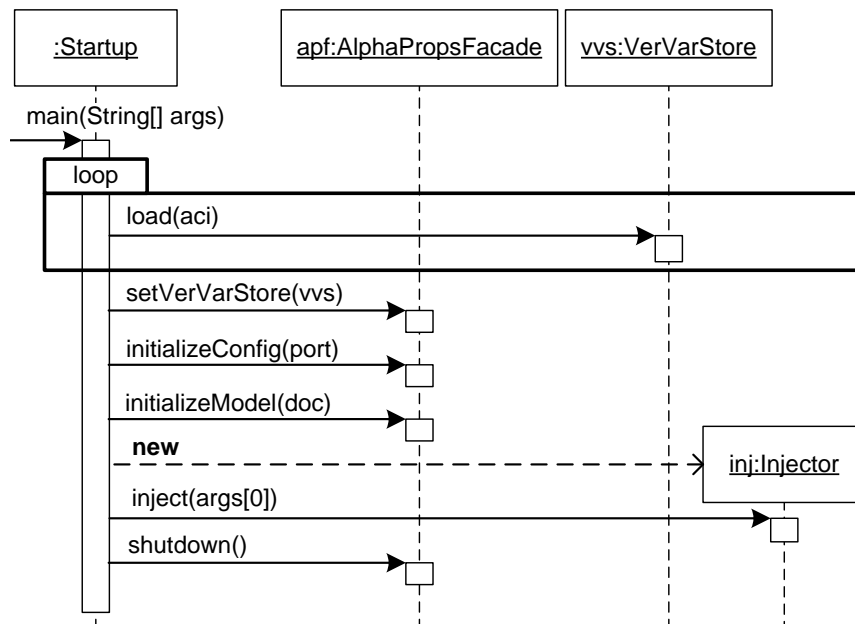 :Startup
apf:AlphaPropsFacade
vvs:VerVarStore
main(String[] args)
loop
load(aci)
setVerVarStore(vvs)
initializeConfig(port)
initializeModel(doc)
new
inj:Injector
inject(args[0])
shutdown()